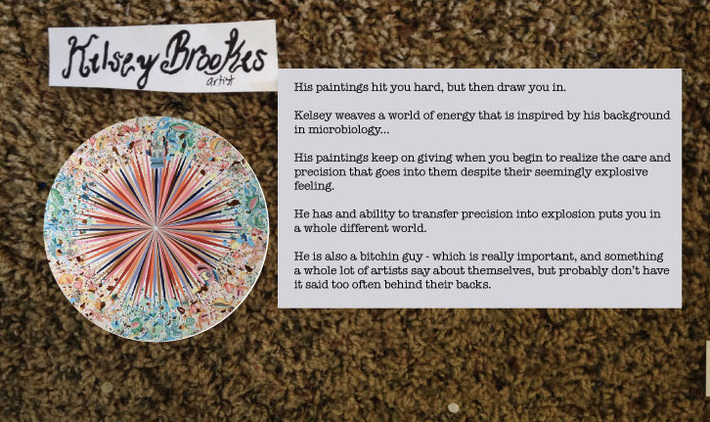 Kelsey Brookes
artist
His paintings hit you hard, but then draw you in.
Kelsey weaves a world of energy that is inspired by his background
in microbiology...
His paintings keep on giving when you begin to realize the care and
precision that goes into them despite their seemingly explosive
feeling.
He has and ability to transfer precision into explosion puts you in
a whole different world.
He is also a bitchin guy - which is really important, and something
a whole lot of artists say about themselves, but probably don't have
it said too often behind their backs.